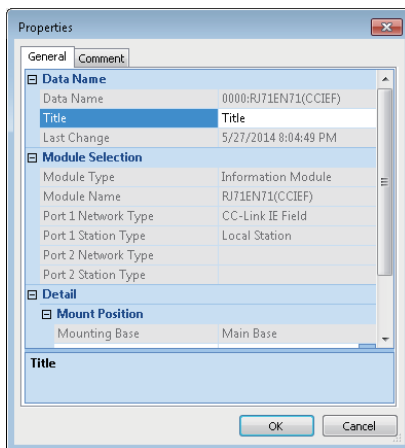 Properties
General Comment
Data Name
Data Name 0000:RJ71EN71(CCIEF)
Title Title
Last Change 5/27/2014 8:04:49 PM
Module Selection
Module Type Information Module
Module Name RJ71EN71(CCIEF)
Port 1 Network Type CC-Link IE Field
Port 1 Station Type Local Station
Port 2 Network Type
Port 2 Station Type
Detail
Mount Position
Mounting Base Main Base
Title
OK Cancel